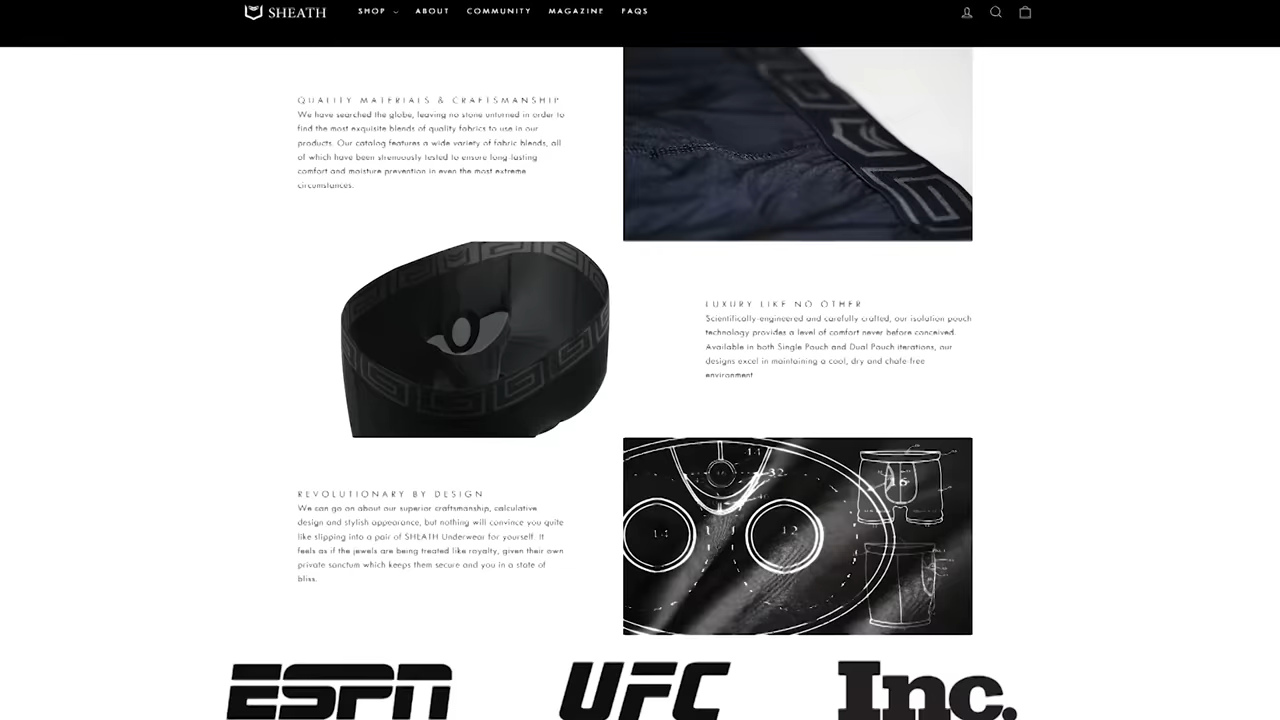 SHEATH
SHOP ABOUT COMMUNITY MAGAZINE FAQS
QUALITY MATERIALS & CRAFTSMANSHIP
We have searched the globe, leaving no stone unturned in order to
find the most exquisite blends of quality fabrics to use in our
products. Our catalog features a wide variety of fabric blends, all
of which have been strenuously tested to ensure long-lasting
comfort and moisture prevention in even the most extreme
circumstances.
LUXURY LIKE NO OTHER
Scientifically-engineered and carefully crafted, our isolation pouch
technology provides a level of comfort never before conceived.
Available in both Single Pouch and Dual Pouch iterations, our
designs excel in maintaining a cool, dry and chafe-free
environment.
REVOLUTIONARY BY DESIGN
We can go on about our superior craftsmanship, calculative
design and stylish appearance, but nothing will convince you quite
like slipping into a pair of SHEATH Underwear for yourself. It
feels as if the jewels are being treated like royalty, given their own
private sanctum which keeps them secure and you in a state of
bliss.
44
32
16
14
12
ESPN UFC Inc.